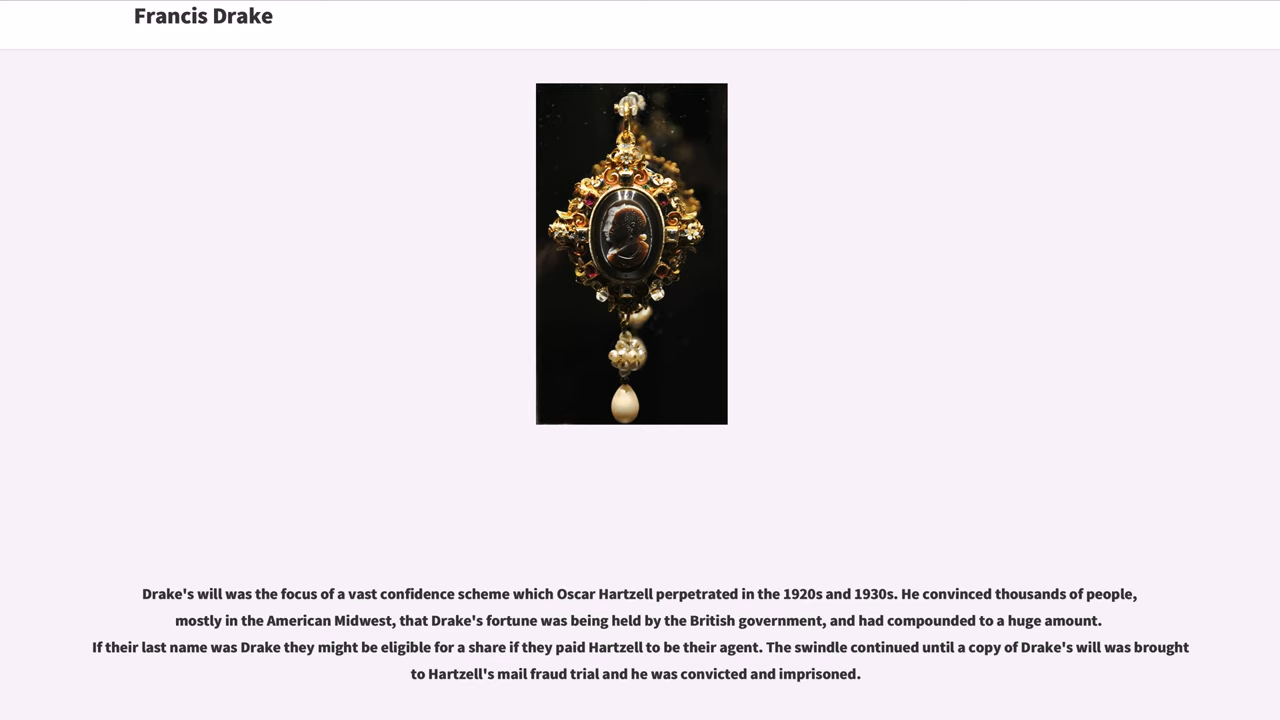 Francis Drake
Drake's will was the focus of a vast confidence scheme which Oscar Hartzell perpetrated in the 1920s and 1930s. He convinced thousands of people,
mostly in the American Midwest, that Drake's fortune was being held by the British government, and had compounded to a huge amount.
If their last name was Drake they might be eligible for a share if they paid Hartzell to be their agent. The swindle continued until a copy of Drake's will was brought
to Hartzell's mail fraud trial and he was convicted and imprisoned.